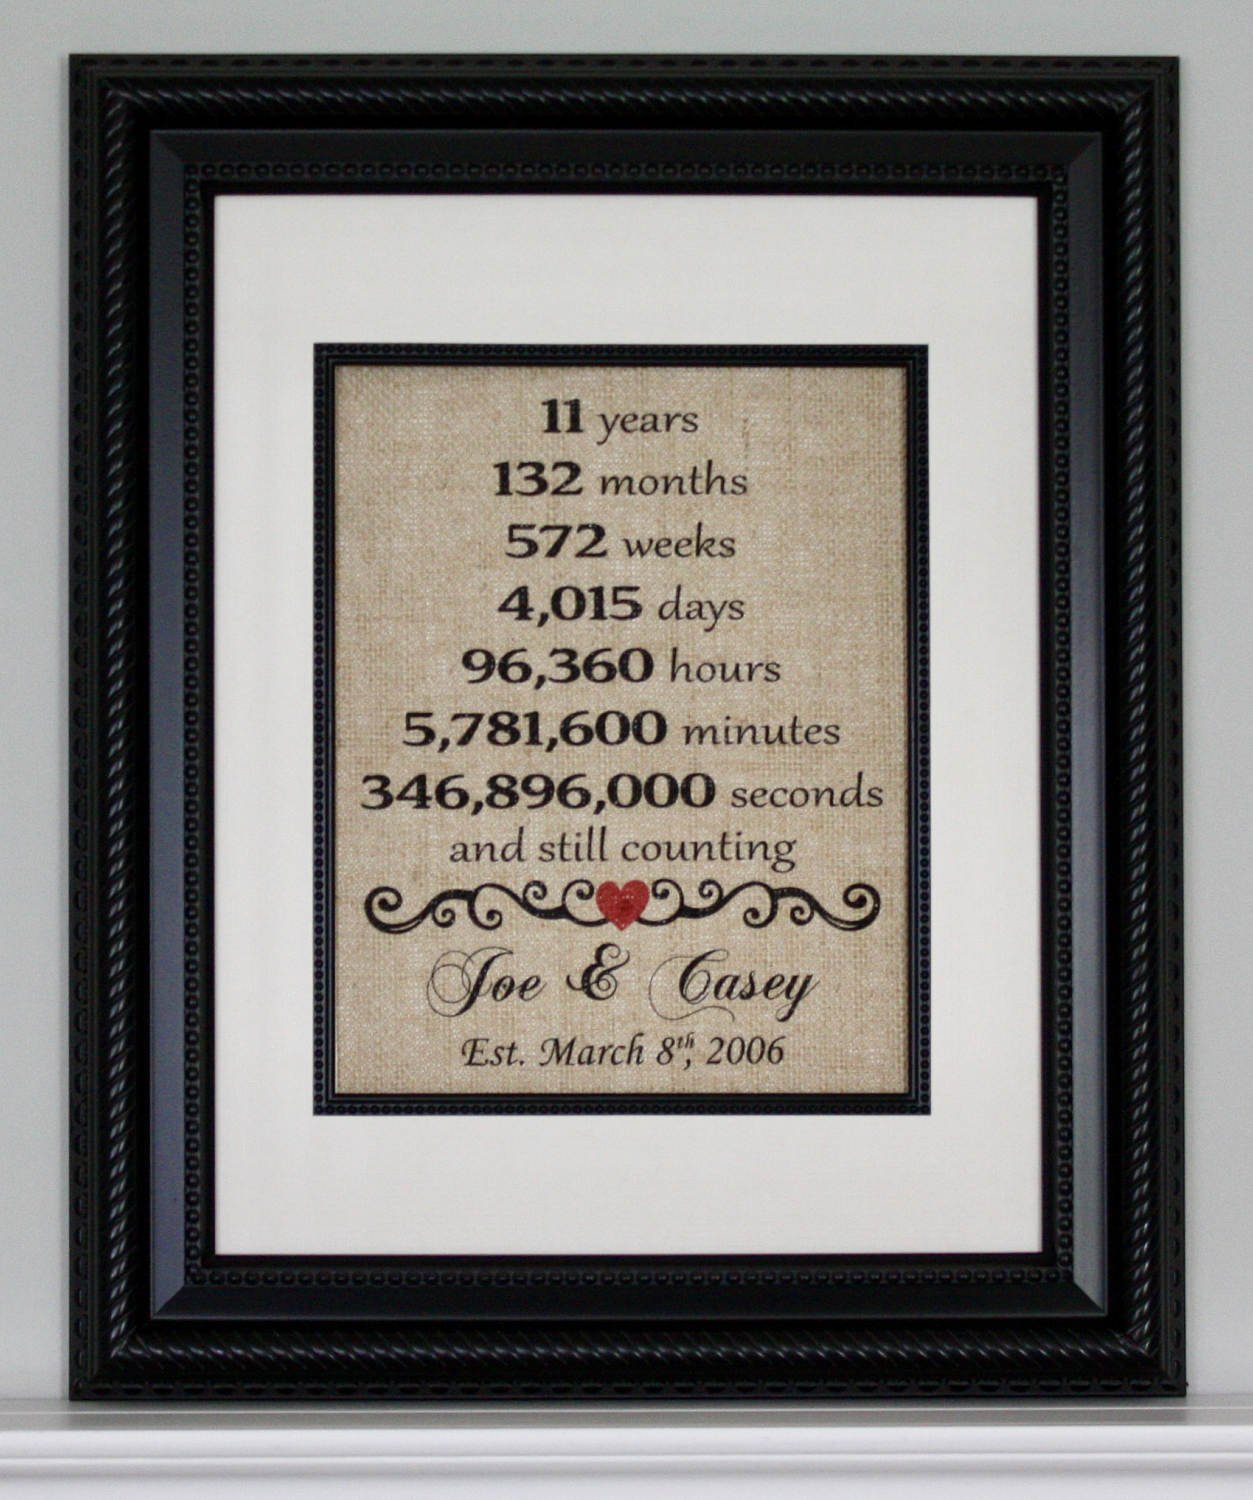 11 years
132 months
572 weeks
4,015 days
96,360 hours
5,781,600 minutes
346,896,000 seconds
and still counting
Joe & Casey
Est. March 8th, 2006